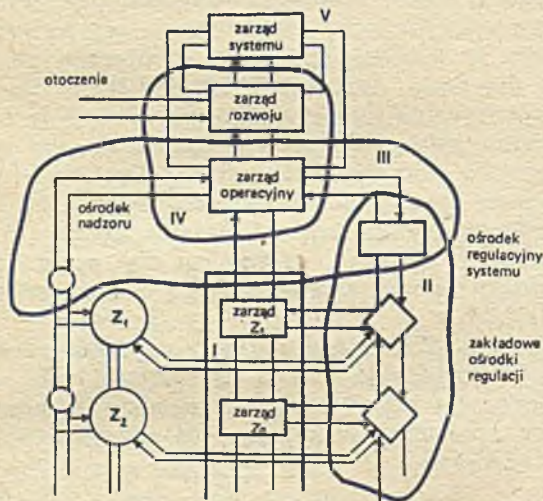 V
zarząd
systemu
otoczenie
zarząd
rozwoju
III
zarząd
operacyjny
IV
ośrodek
nadzoru
ośrodek
regulacyjny
systemu
II
Z₁
I
zarząd
Z₁
zakładowe
ośrodki
regulacji
Z₂
zarząd